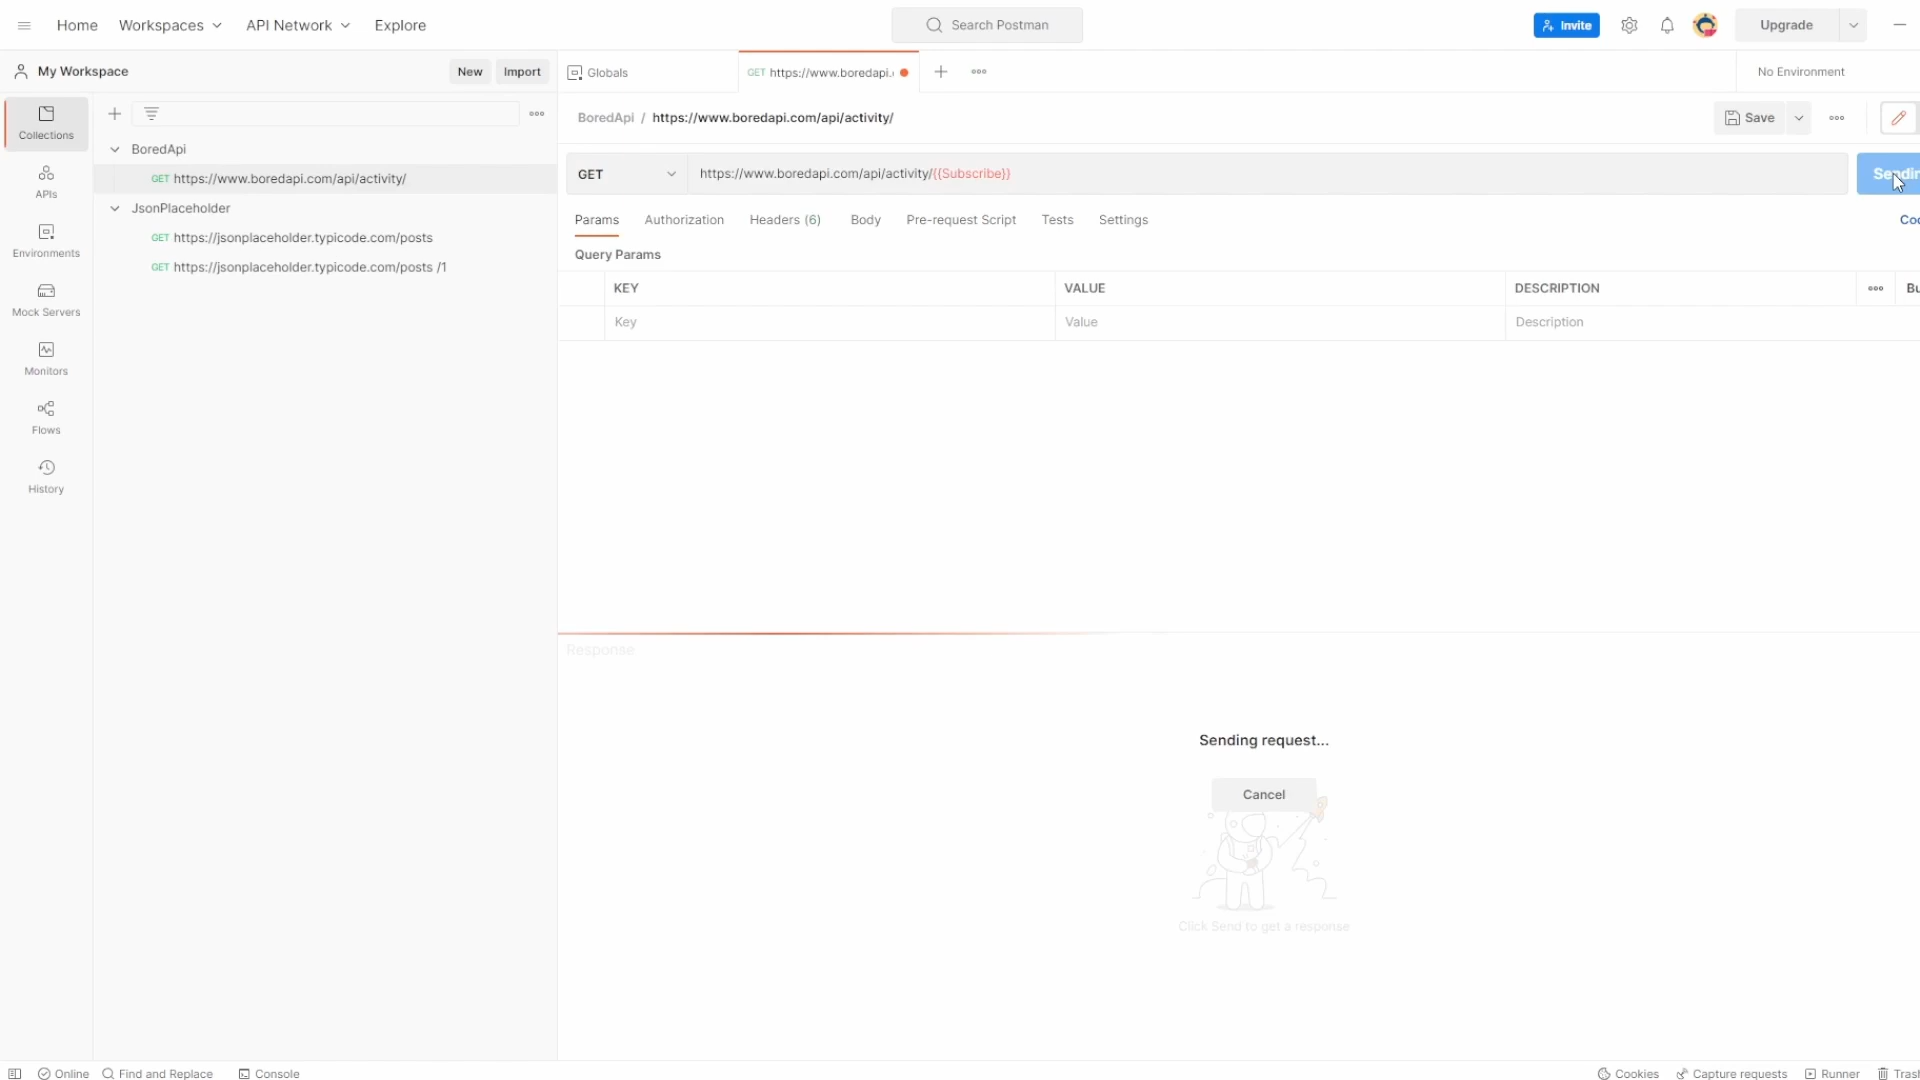 Home Workspaces API Network Explore Search Postman Invite Upgrade
My Workspace New Import Globals GET https://www.boredapi. No Environment
Collections
BoredApi / https://www.boredapi.com/api/activity/ Save
BoredApi
GET https://www.boredapi.com/api/activity/
JsonPlaceholder
GET https://jsonplaceholder.typicode.com/posts
GET https://jsonplaceholder.typicode.com/posts /1
APIs
Environments
Mock Servers
Monitors
Flows
History
GET https://www.boredapi.com/api/activity/{{Subscribe}} Sendin
Params Authorization Headers (6) Body Pre-request Script Tests Settings Coo
Query Params
KEY VALUE DESCRIPTION Bu
Key Value Description
Response
Sending request...
Cancel
Click Send to get a response
Online Find and Replace Console Cookies Capture requests Runner Trash